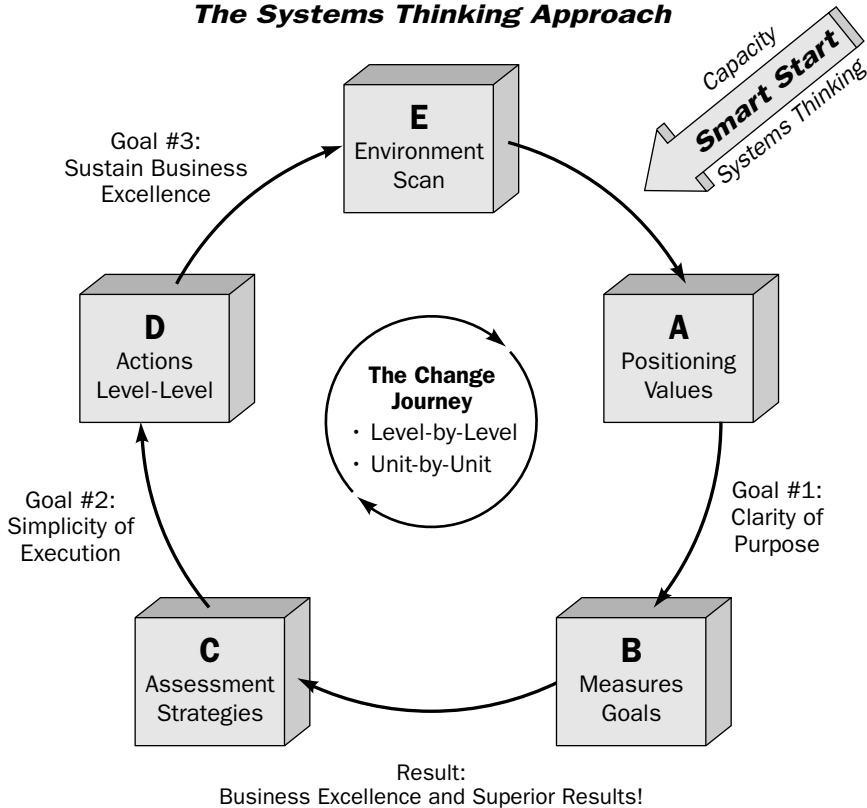 The Systems Thinking Approach
Capacity
Smart Start
Systems Thinking
E
Environment
Scan
Goal #3:
Sustain Business
Excellence
D
Actions
Level-Level
A
Positioning
Values
The Change
Journey
· Level-by-Level
· Unit-by-Unit
Goal #2:
Simplicity of
Execution
Goal #1:
Clarity of
Purpose
C
Assessment
Strategies
B
Measures
Goals
Result:
Business Excellence and Superior Results!